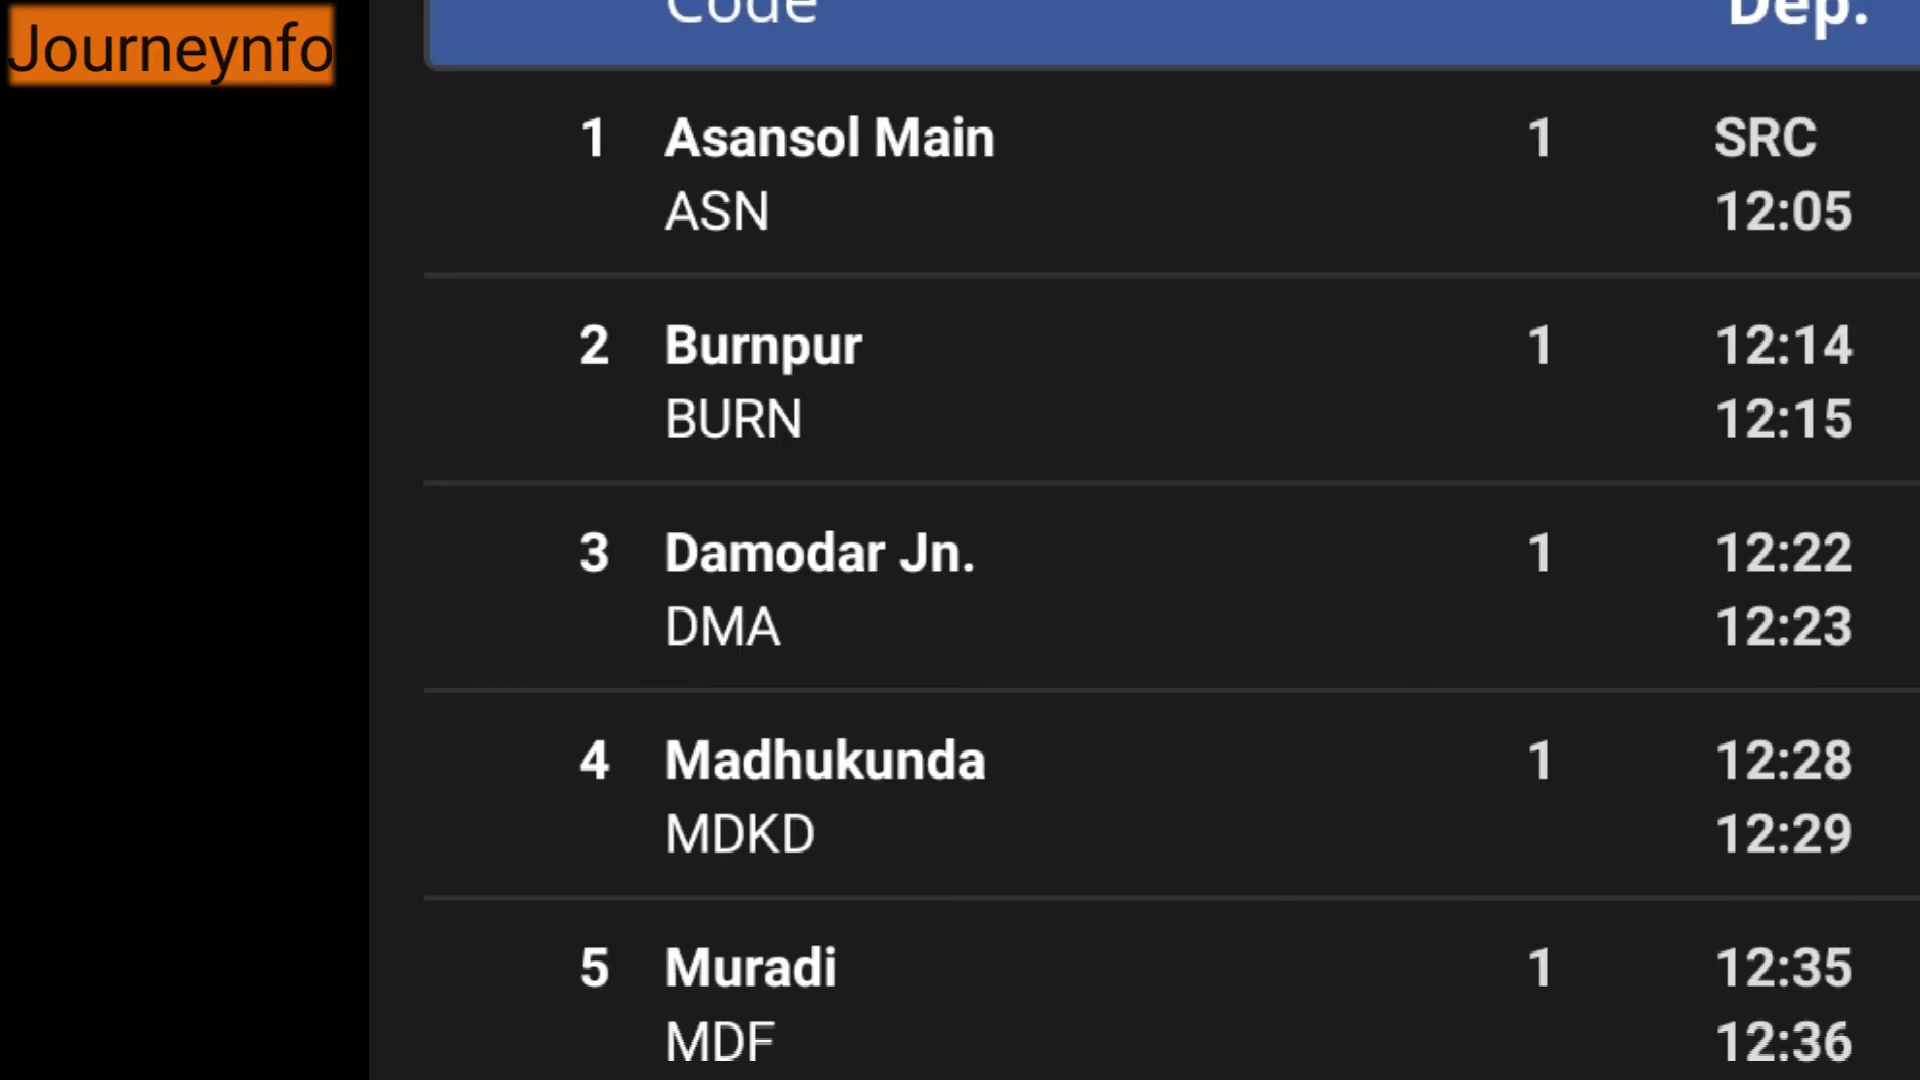 Journeynfo
Code Dep.
1 Asansol Main 1 SRC
ASN 12:05
2 Burnpur 1 12:14
BURN 12:15
3 Damodar Jn. 1 12:22
DMA 12:23
4 Madhukunda 1 12:28
MDKD 12:29
5 Muradi 1 12:35
MDF 12:36